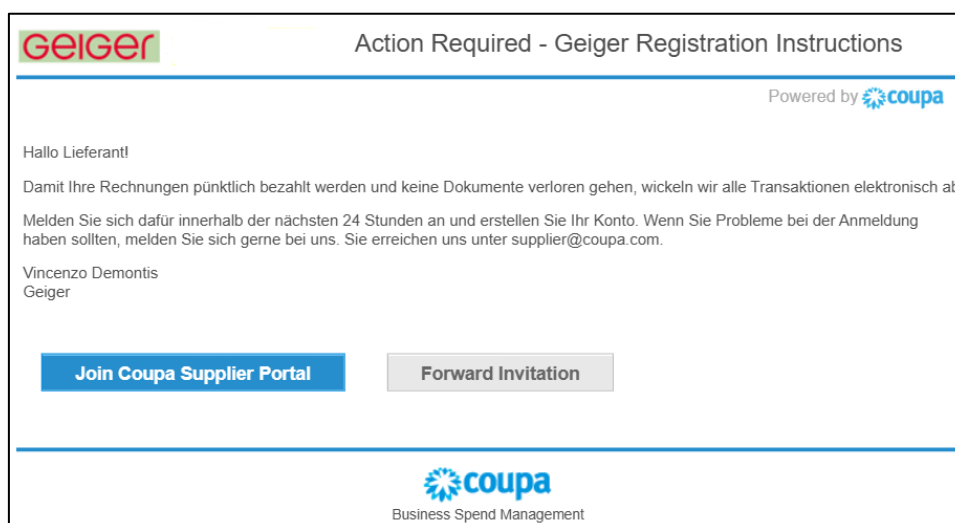 Geiger
Action Required - Geiger Registration Instructions
Powered by coupa
Hallo Lieferant!
Damit Ihre Rechnungen pünktlich bezahlt werden und keine Dokumente verloren gehen, wickeln wir alle Transaktionen elektronisch ab
Melden Sie sich dafür innerhalb der nächsten 24 Stunden an und erstellen Sie Ihr Konto. Wenn Sie Probleme bei der Anmeldung
haben sollten, melden Sie sich gerne bei uns. Sie erreichen uns unter supplier@coupa.com.
Vincenzo Demontis
Geiger
Join Coupa Supplier Portal
Forward Invitation
coupa
Business Spend Management